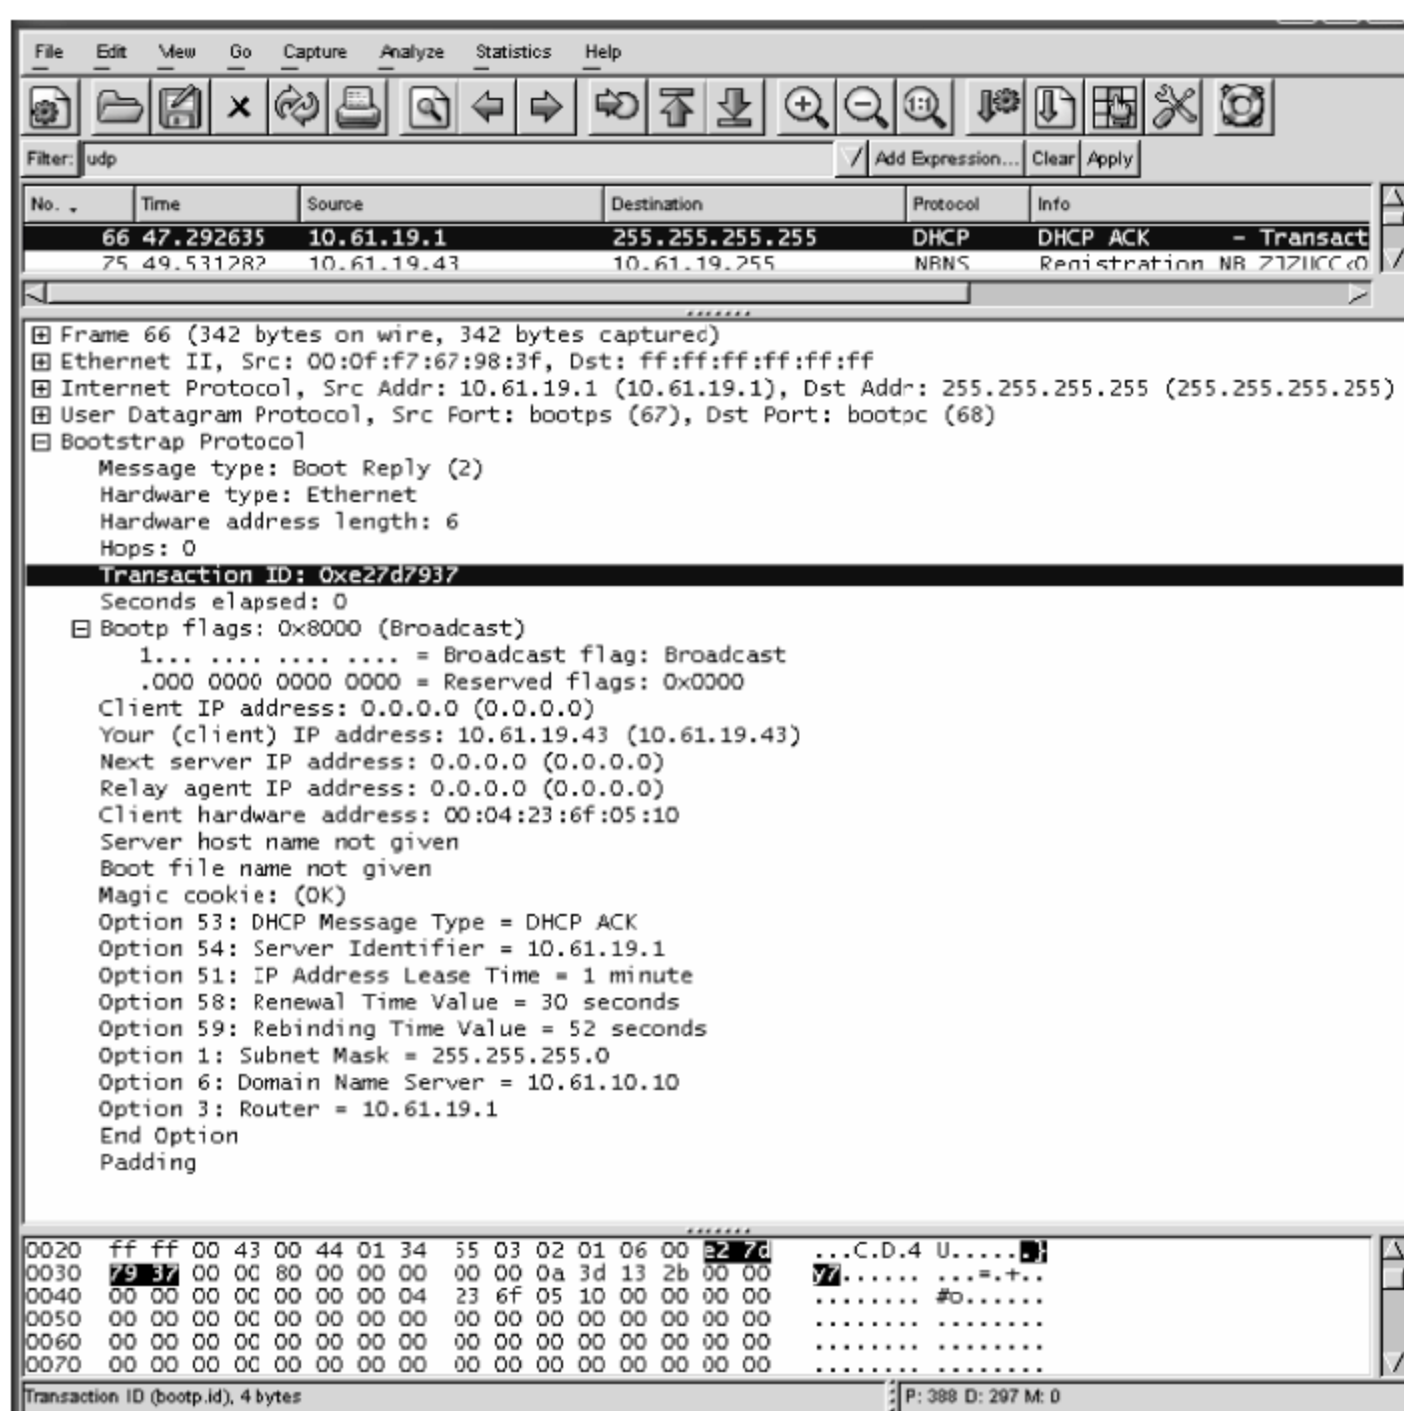 File Edit View Go Capture Analyze Statistics Help
Filter: udp Add Expression... Clear Apply
No. Time Source Destination Protocol Info
66 47.292635 10.61.19.1 255.255.255.255 DHCP DHCP ACK - Transact
75 49.531282 10.61.19.43 10.61.19.255 NBNS Registration NB
Frame 66 (342 bytes on wire, 342 bytes captured)
Ethernet II, Src: 00:0f:f7:67:98:3f, Dst: ff:ff:ff:ff:ff:ff
Internet Protocol, Src Addr: 10.61.19.1 (10.61.19.1), Dst Addr: 255.255.255.255 (255.255.255.255)
User Datagram Protocol, Src Port: bootps (67), Dst Port: bootpc (68)
Bootstrap Protocol
Message type: Boot Reply (2)
Hardware type: Ethernet
Hardware address length: 6
Hops: 0
Transaction ID: 0xe27d7937
Seconds elapsed: 0
Bootp flags: 0x8000 (Broadcast)
1... .... .... .... = Broadcast flag: Broadcast
.000 0000 0000 0000 = Reserved flags: 0x0000
Client IP address: 0.0.0.0 (0.0.0.0)
Your (client) IP address: 10.61.19.43 (10.61.19.43)
Next server IP address: 0.0.0.0 (0.0.0.0)
Relay agent IP address: 0.0.0.0 (0.0.0.0)
Client hardware address: 00:04:23:6f:05:10
Server host name not given
Boot file name not given
Magic cookie: (OK)
Option 53: DHCP Message Type = DHCP ACK
Option 54: Server Identifier = 10.61.19.1
Option 51: IP Address Lease Time = 1 minute
Option 58: Renewal Time Value = 30 seconds
Option 59: Rebinding Time Value = 52 seconds
Option 1: Subnet Mask = 255.255.255.0
Option 6: Domain Name Server = 10.61.10.10
Option 3: Router = 10.61.19.1
End Option
Padding
0020 ff ff 00 43 00 44 01 34 55 03 02 01 06 00 e2 7d ...C.D.4 U......}
0030 79 37 00 00 80 00 00 00 00 00 0a 3d 13 2b 00 00 y7...... ...=.+..
0040 00 00 00 00 00 00 00 04 23 6f 05 10 00 00 00 00 ........ #o......
0050 00 00 00 00 00 00 00 00 00 00 00 00 00 00 00 00 ........ ........
0060 00 00 00 00 00 00 00 00 00 00 00 00 00 00 00 00 ........ ........
0070 00 00 00 00 00 00 00 00 00 00 00 00 00 00 00 00 ........ ........
Transaction ID (bootp.id), 4 bytes P: 388 D: 297 M: 0